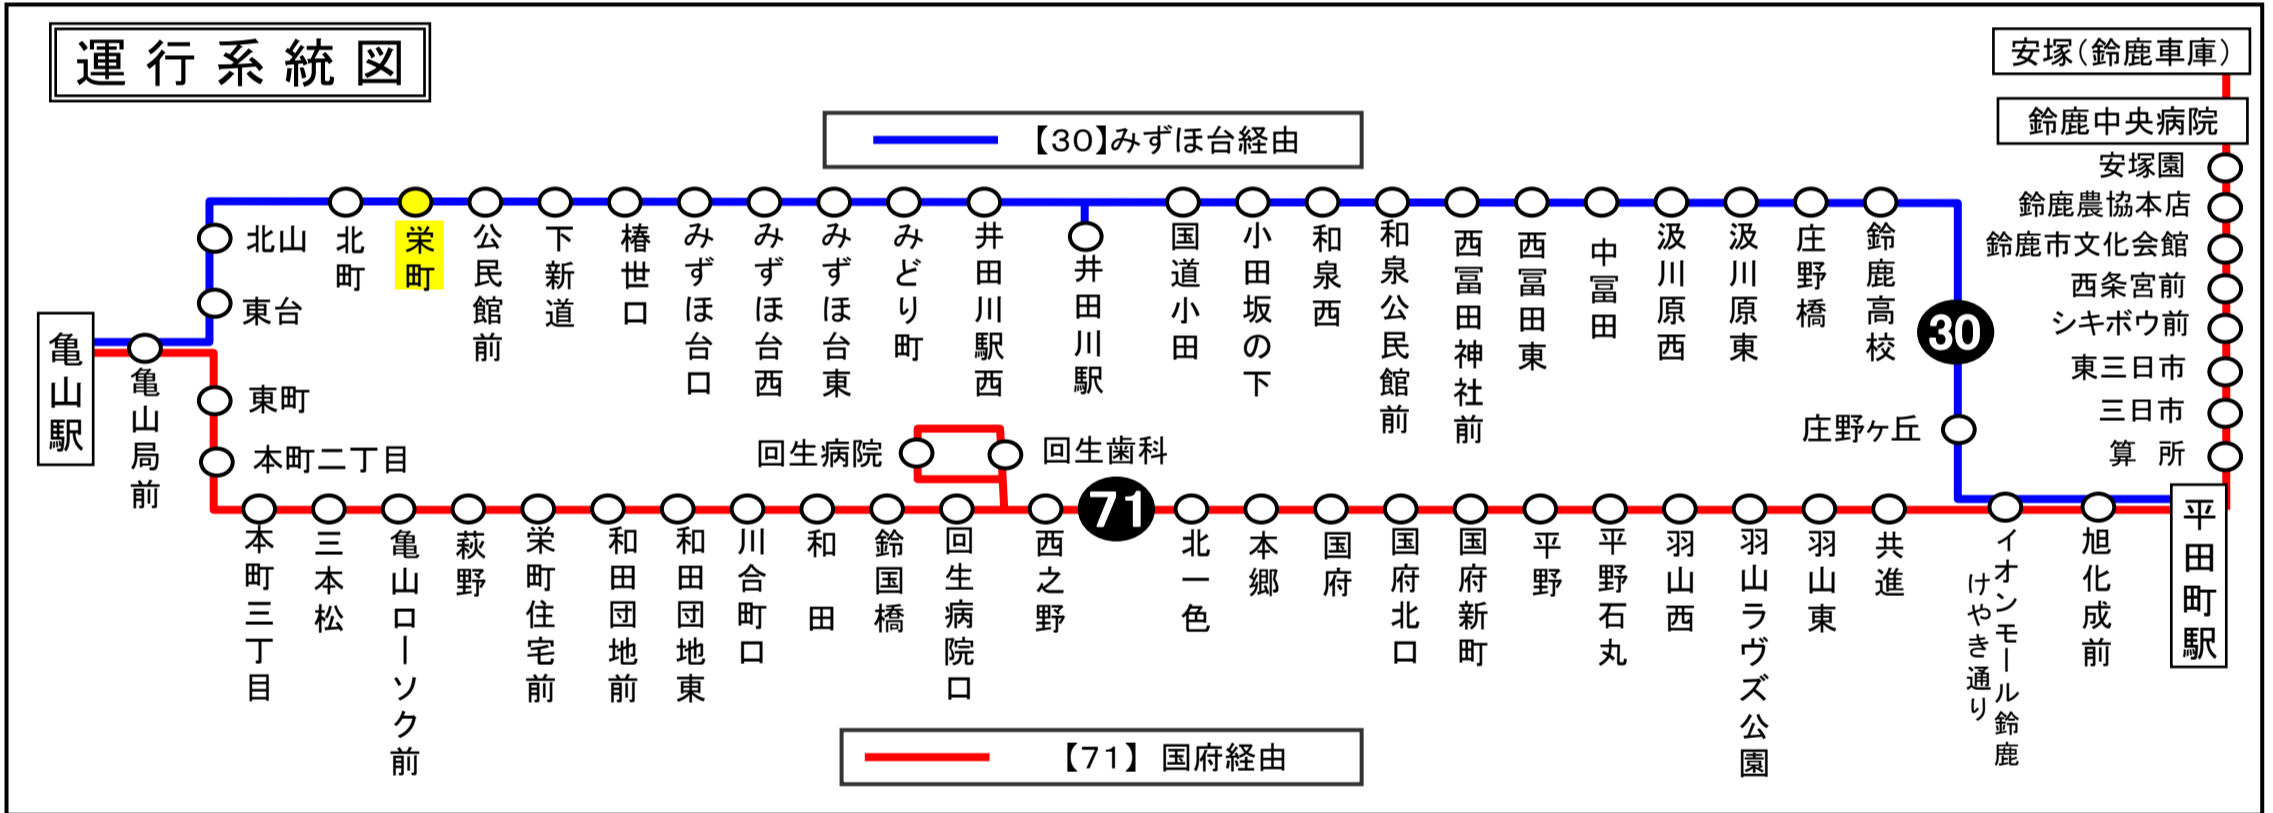 運行系統図
安塚(鈴鹿車庫)
鈴鹿中央病院
【30】みずほ台経由
安塚園
鈴鹿農協本店
鈴鹿市文化会館
西条宮前
シキボウ前
東三日市
三日市
算 所
平田町駅
亀山駅
亀山局前
東台
北山
北町
栄町
公民館前
下新道
椿世口
みずほ台口
みずほ台西
みずほ台東
みどり町
井田川駅西
井田川駅
国道小田
小田坂の下
和泉西
和泉公民館前
西冨田神社前
西冨田東
中冨田
汲川原西
汲川原東
庄野橋
鈴鹿高校
30
庄野ヶ丘
東町
本町二丁目
回生病院
回生歯科
本町三丁目
三本松
亀山ローソク前
萩野
栄町住宅前
和田団地前
和田団地東
川合町口
和 田
鈴国橋
回生病院口
西之野
71
北一色
本郷
国府
国府北口
国府新町
平野
平野石丸
羽山西
羽山ラヴズ公園
羽山東
共進
イオンモール鈴鹿
けやき通り
旭化成前
【71】 国府経由